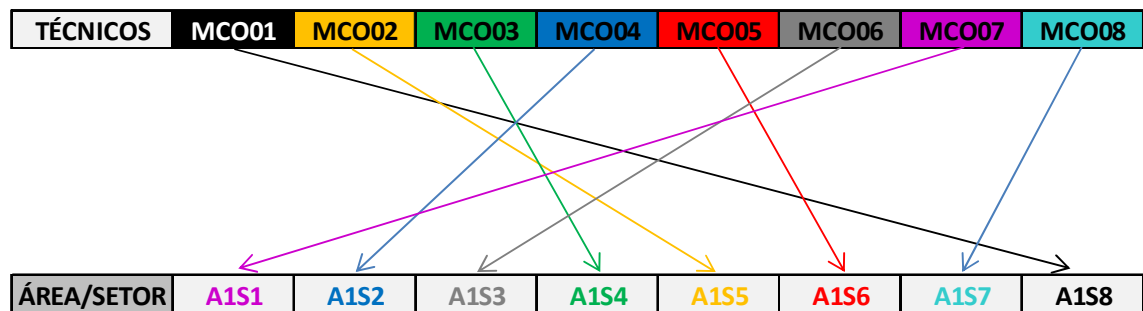 TÉCNICOS MCO01 MCO02 MCO03 MCO04 MCO05 MCO06 MCO07 MCO08
ÁREA/SETOR A1S1 A1S2 A1S3 A1S4 A1S5 A1S6 A1S7 A1S8